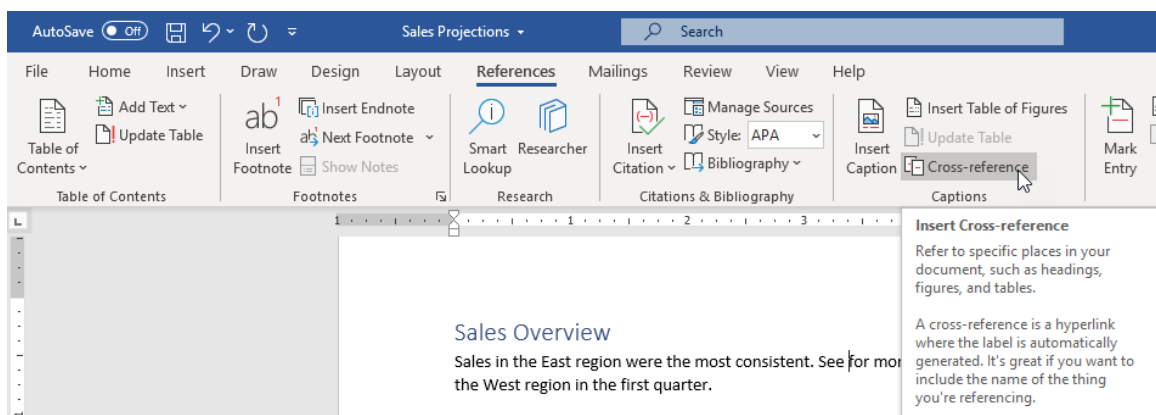 AutoSave Off Sales Projections Search
File Home Insert Draw Design Layout References Mailings Review View Help
Table of Contents
Add Text
Update Table
Table of Contents
ab1 Insert Footnote
Insert Endnote
Next Footnote
Show Notes
Footnotes
Smart Lookup
Researcher
Research
Insert Citation
Manage Sources
Style: APA
Bibliography
Citations & Bibliography
Insert Caption
Insert Table of Figures
Update Table
Cross-reference
Captions
Mark Entry
L
1 1 2 3
Insert Cross-reference
Refer to specific places in your
document, such as headings,
figures, and tables.
A cross-reference is a hyperlink
where the label is automatically
generated. It's great if you want to
include the name of the thing
you're referencing.
Sales Overview
Sales in the East region were the most consistent. See for mor
the West region in the first quarter.